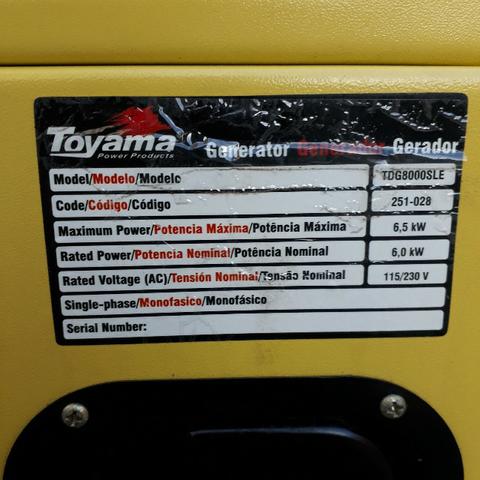 Toyama
Power Products
Generator Generador Gerador
Model/Modelo/Modelo TDG8000SLE
Code/Código/Código 251-028
Maximum Power/Potencia Máxima/Potência Máxima 6,5 kW
Rated Power/Potencia Nominal/Potência Nominal 6,0 kW
Rated Voltage (AC)/Tensión Nominal/Tensão Nominal 115/230 V
Single-phase/Monofasico/Monofásico
Serial Number: